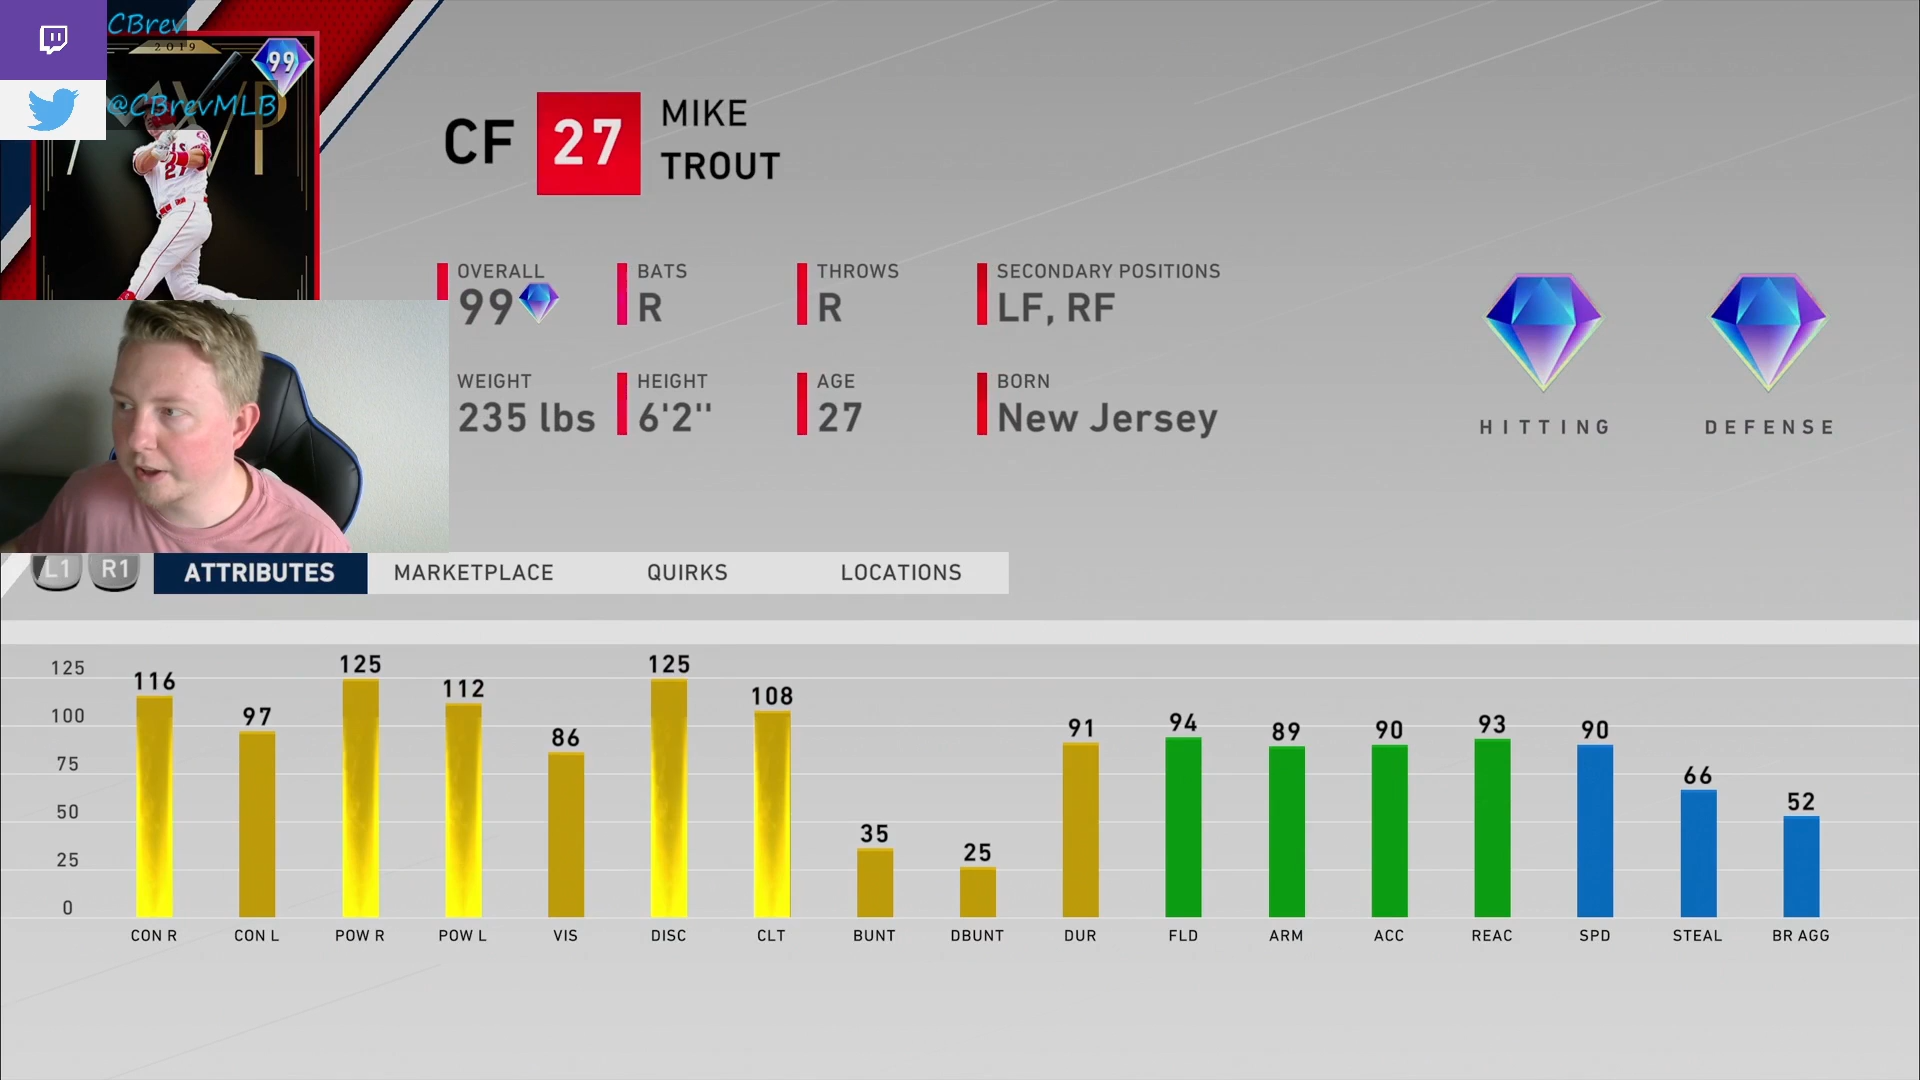 CBrev
2019
99
@CBrevMLB
MVP
27
CF 27 MIKE TROUT
OVERALL BATS THROWS SECONDARY POSITIONS
99 R R LF, RF
WEIGHT HEIGHT AGE BORN
235 lbs 6'2'' 27 New Jersey
HITTING DEFENSE
L1 R1 ATTRIBUTES MARKETPLACE QUIRKS LOCATIONS
125
100
75
50
25
0
116 97 125 112 86 125 108 35 25 91 94 89 90 93 90 66 52
CON R CON L POW R POW L VIS DISC CLT BUNT DBUNT DUR FLD ARM ACC REAC SPD STEAL BR AGG